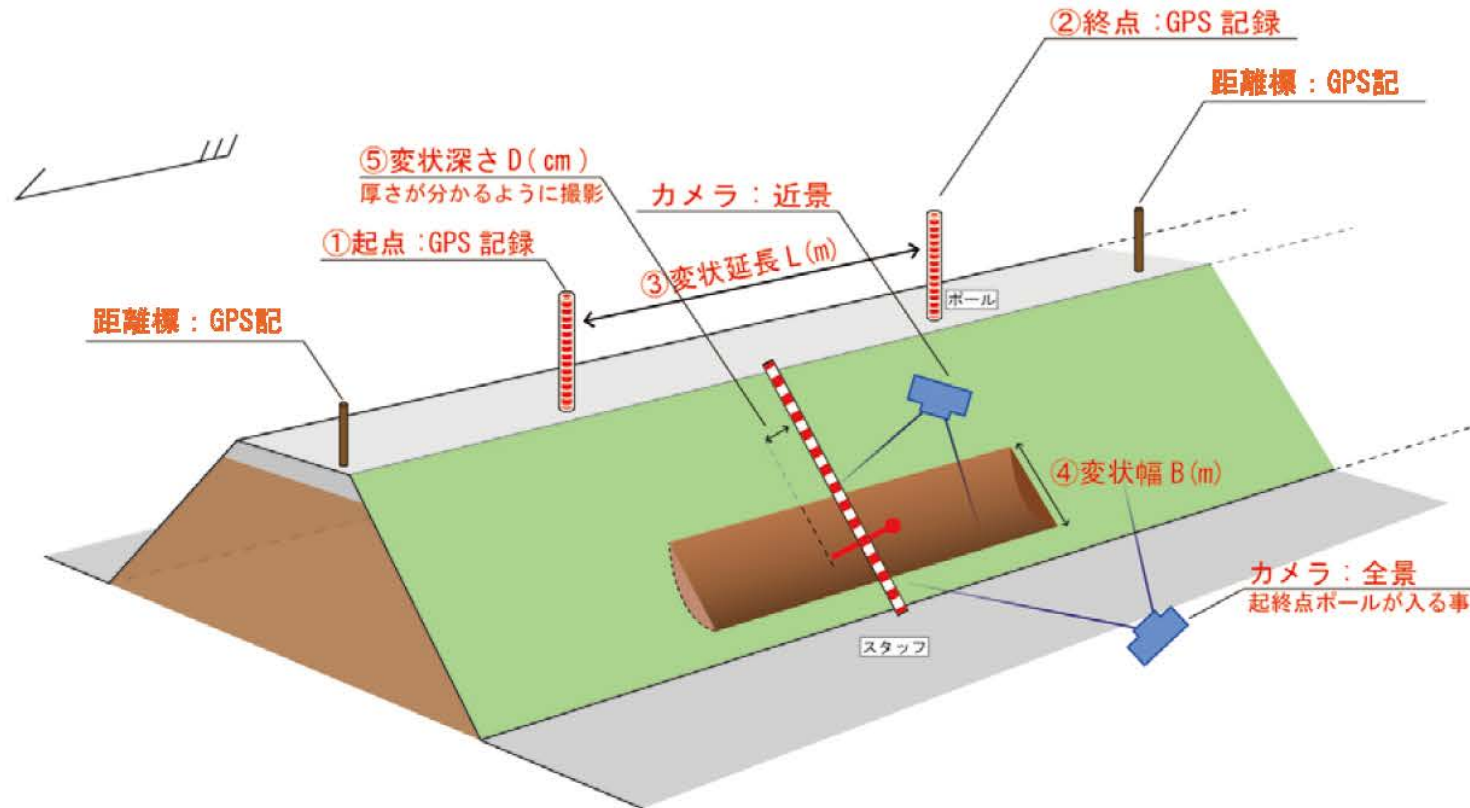 ②終点：GPS 記録
距離標：GPS記
⑤変状深さ D(cm)
厚さが分かるように撮影
カメラ：近景
①起点：GPS 記録
③変状延長 L(m)
ポール
距離標：GPS記
④変状幅 B(m)
カメラ：全景
起終点ポールが入る事
スタッフ